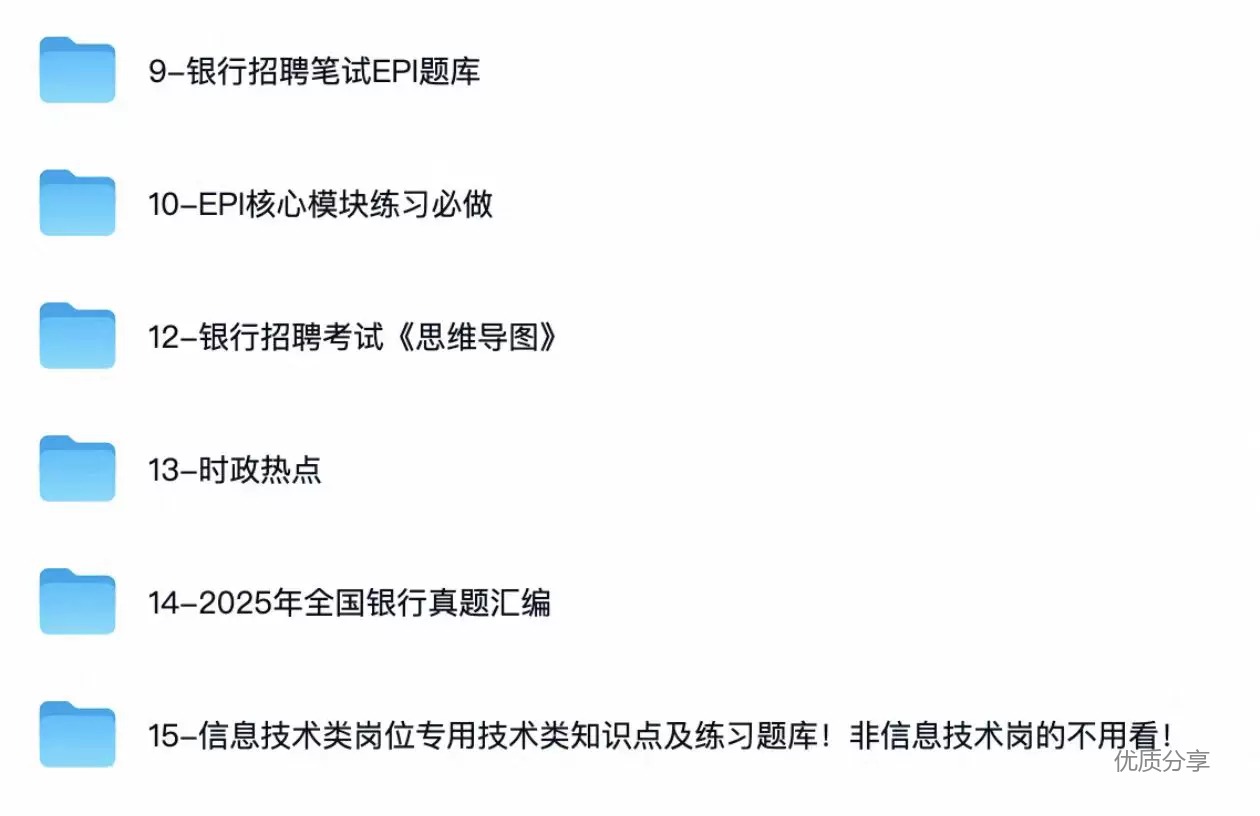 9-银行招聘笔试EPI题库
10-EPI核心模块练习必做
12-银行招聘考试《思维导图》
13-时政热点
14-2025年全国银行真题汇编
15-信息技术类岗位专用技术类知识点及练习题库！非信息技术岗的不用看！
优质分享